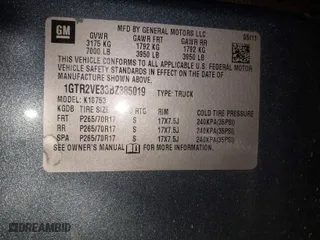 GM
MFD BY GENERAL MOTORS LLC
05/11
GVWR GAWR FRT GAWR RR
3175 KG 1792 KG 1792 KG
7000 LB 3950 LB 3950 LB
THIS VEHICLE CONFORMS TO ALL APPLICABLE U.S. FEDERAL MOTOR
VEHICLE SAFETY STANDARDS IN EFFECT ON THE DATE OF
MANUFACTURE SHOWN ABOVE.
TYPE: TRUCK
MODEL: K10753
KGDB TIRE SIZE RTG RIM COLD TIRE PRESSURE
FRT P265/70R17 S 17X7.5J 240KPA(35PSI)
RR P265/70R17 S 17X7.5J 240KPA(35PSI)
SPA P265/70R17 S 17X7.5J 240KPA(35PSI)
SEE OWNER'S MANUAL FOR MORE INFORMATION.
DREAMBID